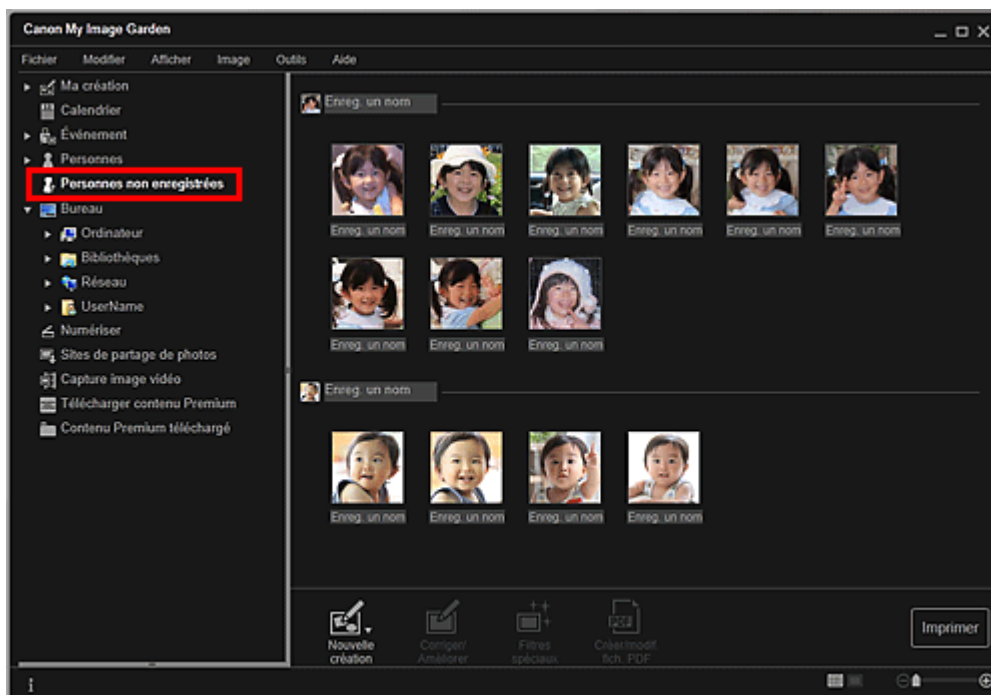 Canon My Image Garden
Fichier Modifier Afficher Image Outils Aide
Ma création
Calendrier
Événement
Personnes
Personnes non enregistrées
Bureau
Ordinateur
Bibliothèques
Réseau
UserName
Numériser
Sites de partage de photos
Capture image vidéo
Télécharger contenu Premium
Contenu Premium téléchargé
Enreg. un nom
Enreg. un nom Enreg. un nom Enreg. un nom Enreg. un nom Enreg. un nom Enreg. un nom
Enreg. un nom Enreg. un nom Enreg. un nom
Enreg. un nom
Enreg. un nom Enreg. un nom Enreg. un nom Enreg. un nom
Nouvelle
création
Corriger/
Améliorer
Filtres
spéciaux
PDF
Créer/modif.
fich. PDF
Imprimer